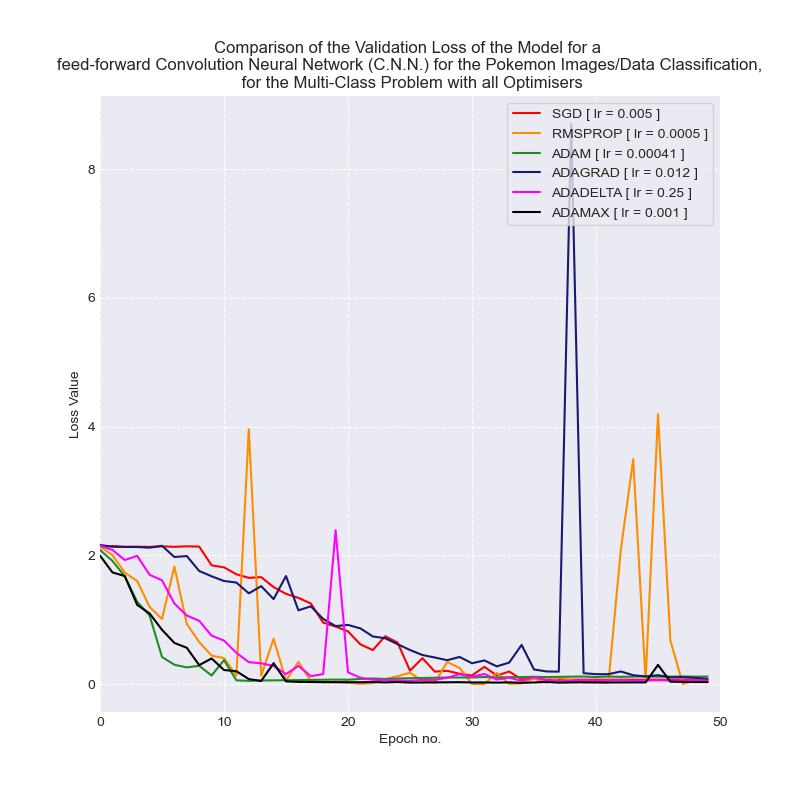 Comparison of the Validation Loss of the Model for a
feed-forward Convolution Neural Network (C.N.N.) for the Pokemon Images/Data Classification,
for the Multi-Class Problem with all Optimisers
SGD [ lr = 0.005 ]
RMSPROP [ lr = 0.0005 ]
ADAM [ lr = 0.00041 ]
ADAGRAD [ lr = 0.012 ]
ADADELTA [ lr = 0.25 ]
ADAMAX [ lr = 0.001 ]
Loss Value
8
6
4
2
0
0 10 20 30 40 50
Epoch no.